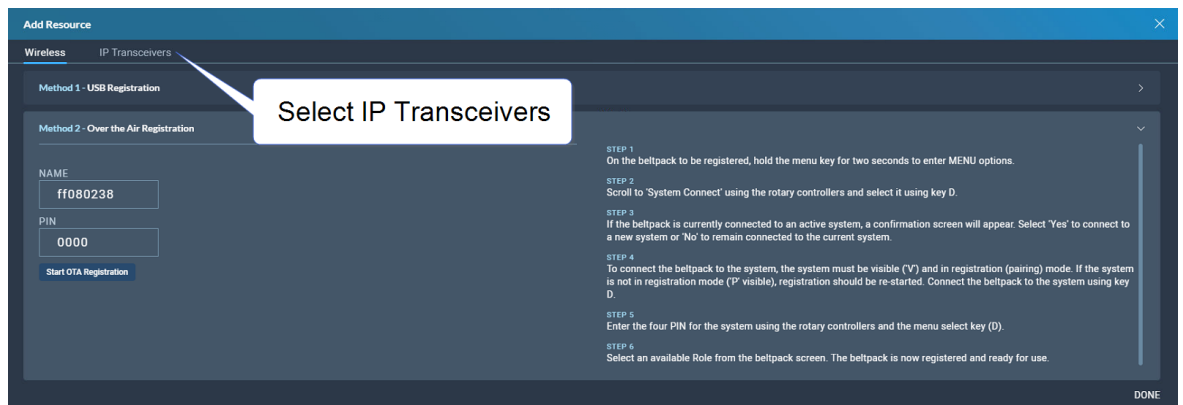 Add Resource
Wireless IP Transceivers
Method 1 - USB Registration
Select IP Transceivers
Method 2 - Over the Air Registration
NAME
ff080238
PIN
0000
Start OTA Registration
STEP 1
On the beltpack to be registered, hold the menu key for two seconds to enter MENU options.
STEP 2
Scroll to 'System Connect' using the rotary controllers and select it using key D.
STEP 3
If the beltpack is currently connected to an active system, a confirmation screen will appear. Select 'Yes' to connect to
a new system or 'No' to remain connected to the current system.
STEP 4
To connect the beltpack to the system, the system must be visible ('V') and in registration (pairing) mode. If the system
is not in registration mode ('P' visible), registration should be re-started. Connect the beltpack to the system using key
D.
STEP 5
Enter the four PIN for the system using the rotary controllers and the menu select key (D).
STEP 6
Select an available Role from the beltpack screen. The beltpack is now registered and ready for use.
DONE